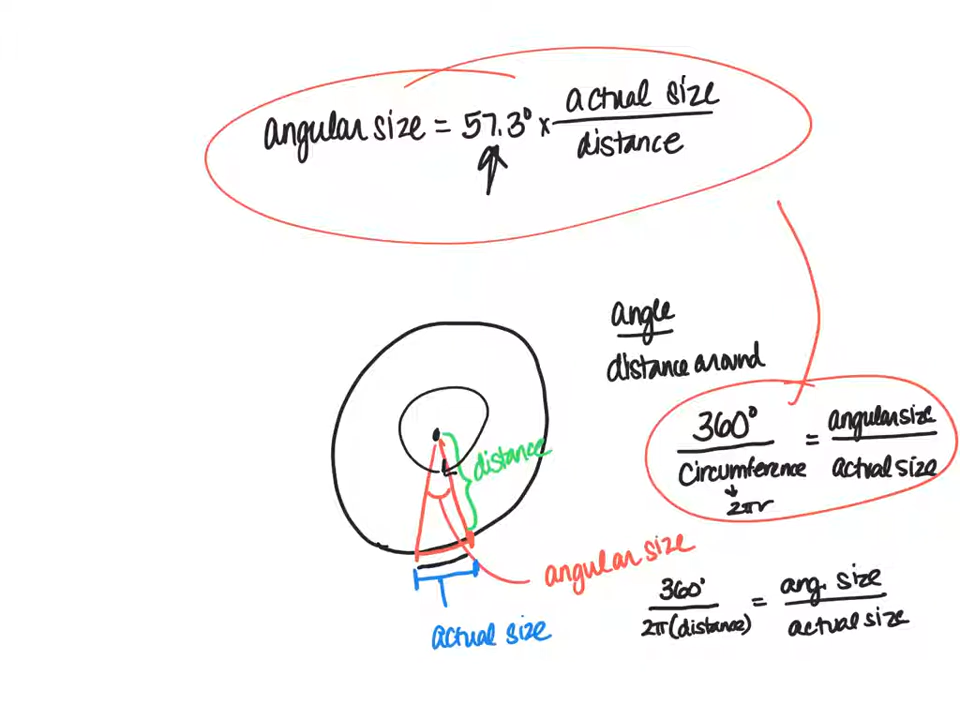 angular size = 57.3° x actual size / distance
angle
distance around
360° / Circumference = angular size / actual size
2πr
distance
angular size
actual size
360° / 2π(distance) = ang. size / actual size